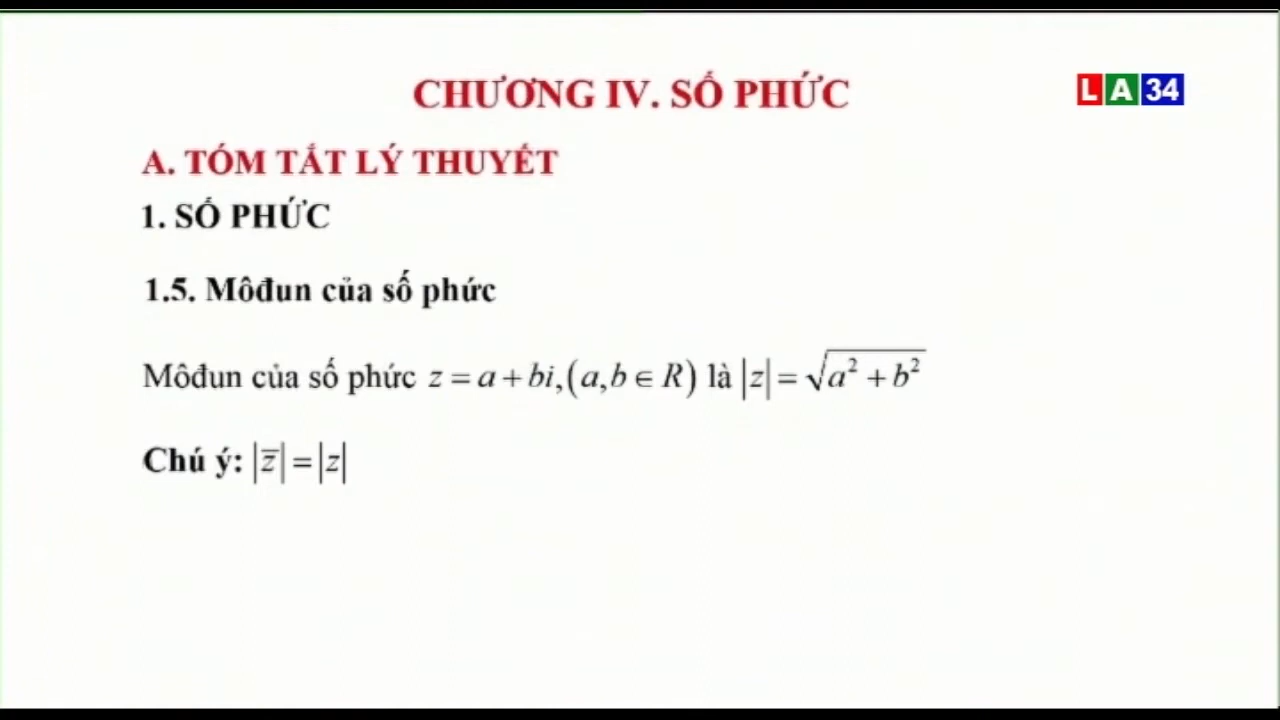 CHƯƠNG IV. SỐ PHỨC
LA34
A. TÓM TẮT LÝ THUYẾT
1. SỐ PHỨC
1.5. Môđun của số phức
Môđun của số phức z = a + bi, (a, b ∈ R) là |z| = √(a² + b²)
Chú ý: |z̅| = |z|